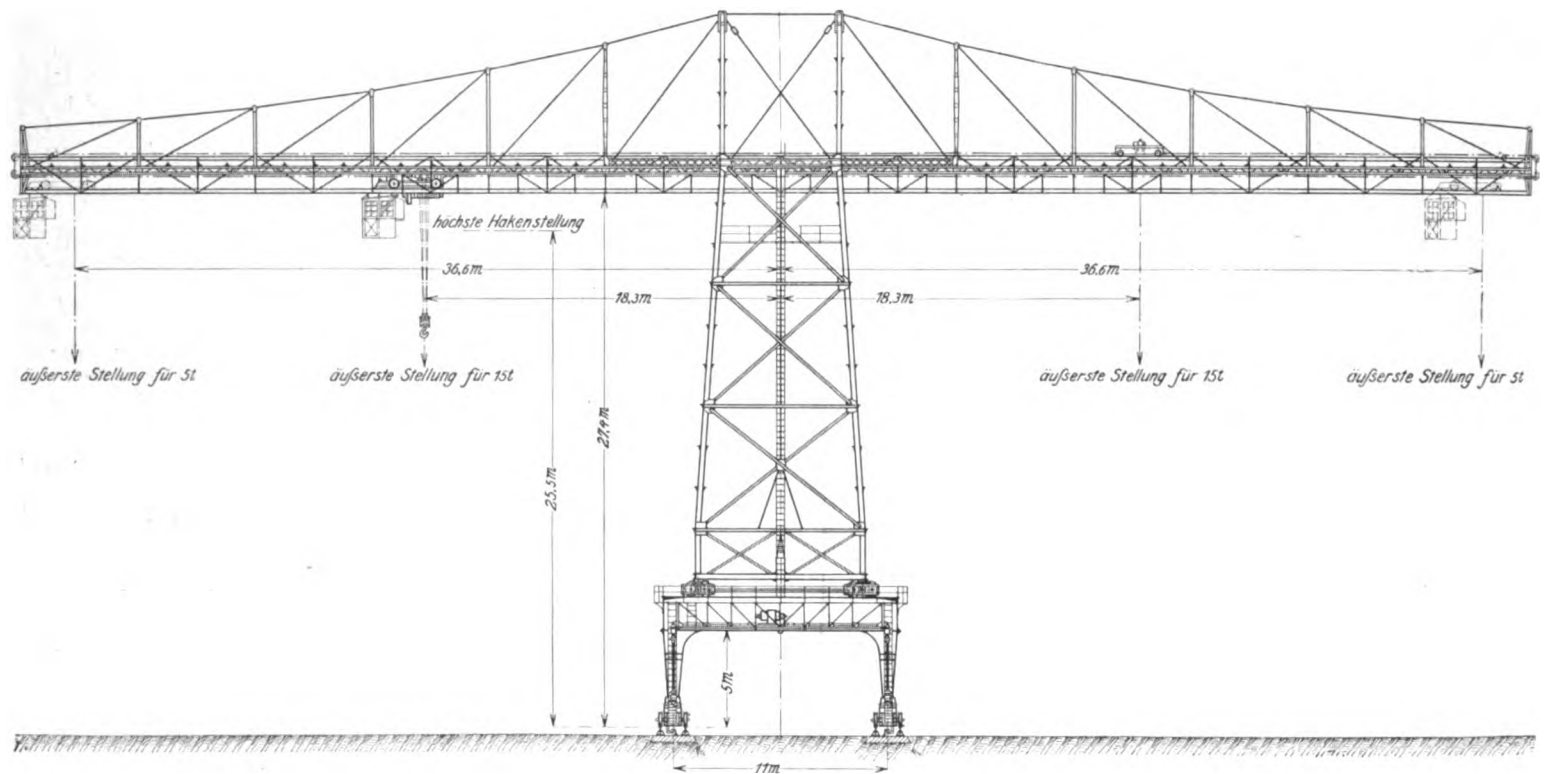 höchste Hakenstellung
36,6m
36,6m
18,3m
18,3m
äußerste Stellung für 5t
äußerste Stellung für 15t
äußerste Stellung für 15t
äußerste Stellung für 5t
27,4m
25,5m
5m
11m